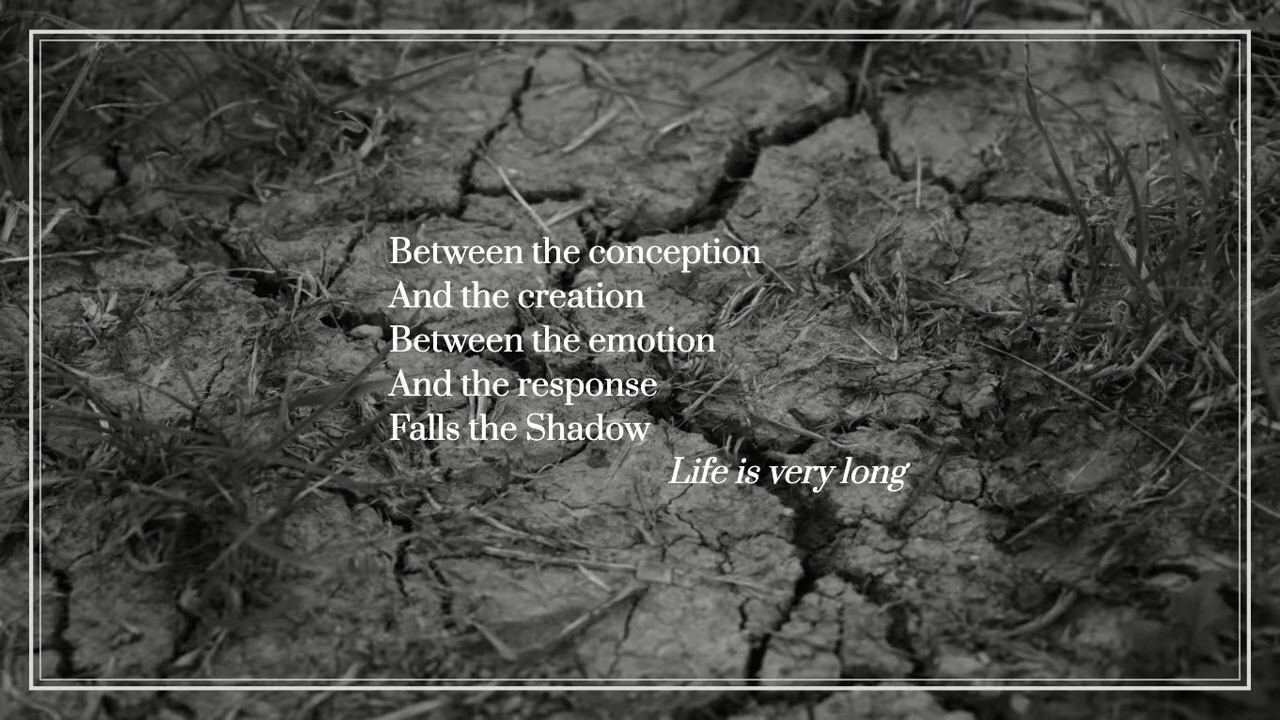 Between the conception
And the creation
Between the emotion
And the response
Falls the Shadow
Life is very long